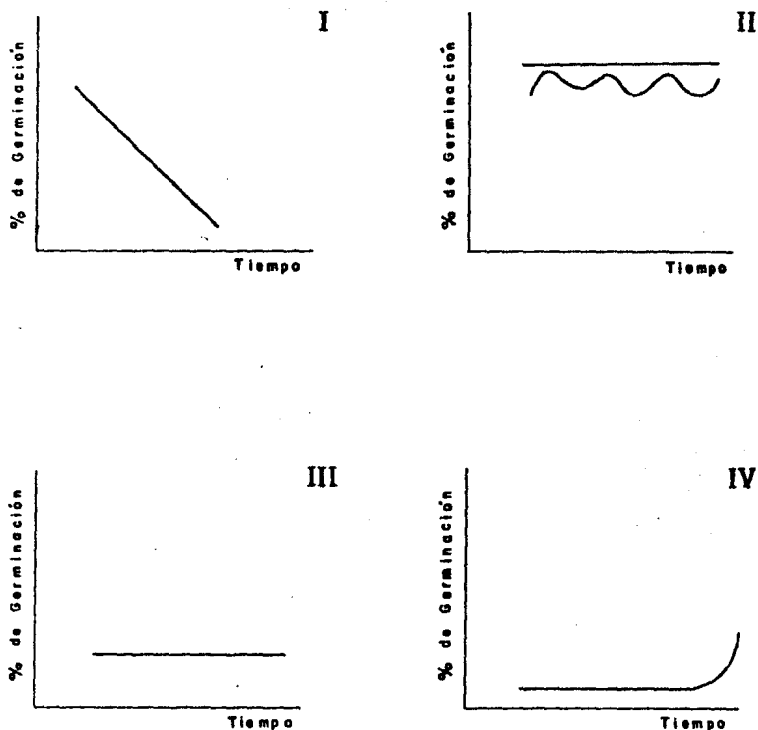 I
% de Germinación
Tiempo
II
% de Germinación
Tiempo
III
% de Germinación
Tiempo
IV
% de Germinación
Tiempo